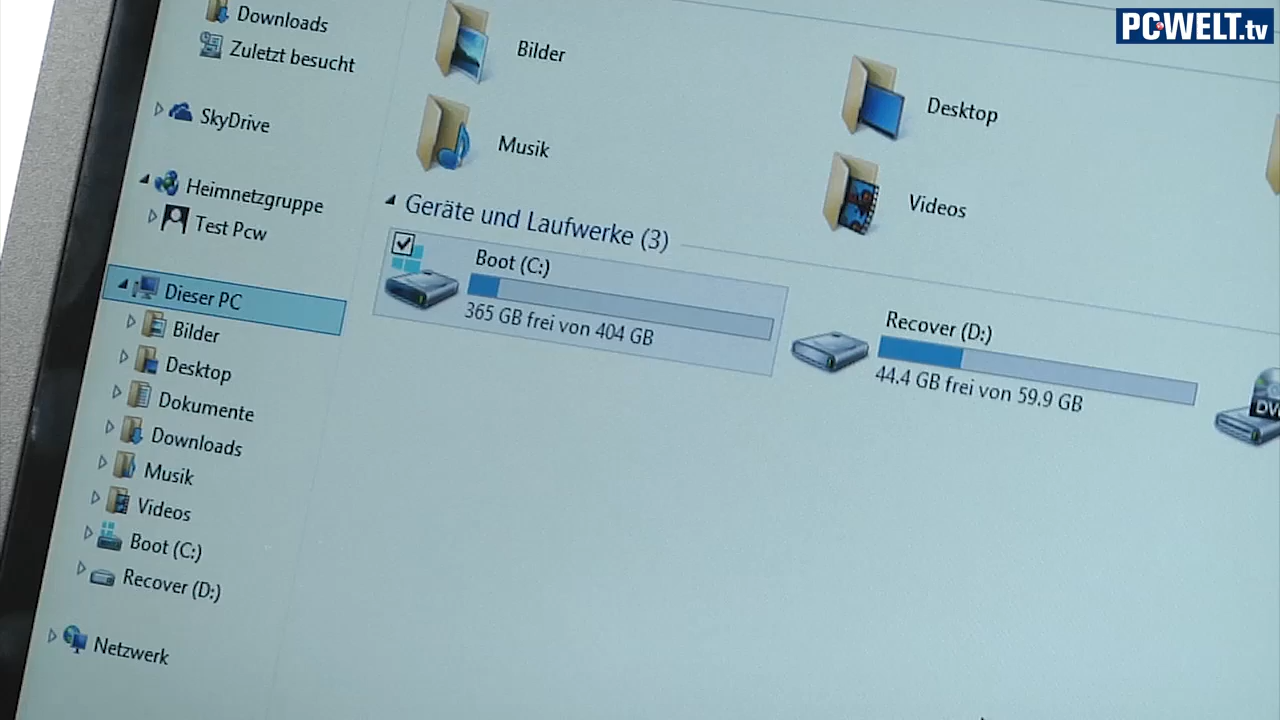 PCWELT.tv
Downloads
Zuletzt besucht
SkyDrive
Heimnetzgruppe
Test Pcw
Dieser PC
Bilder
Desktop
Dokumente
Downloads
Musik
Videos
Boot (C:)
Recover (D:)
Netzwerk
Bilder
Desktop
Musik
Videos
Geräte und Laufwerke (3)
Boot (C:)
365 GB frei von 404 GB
Recover (D:)
44.4 GB frei von 59.9 GB